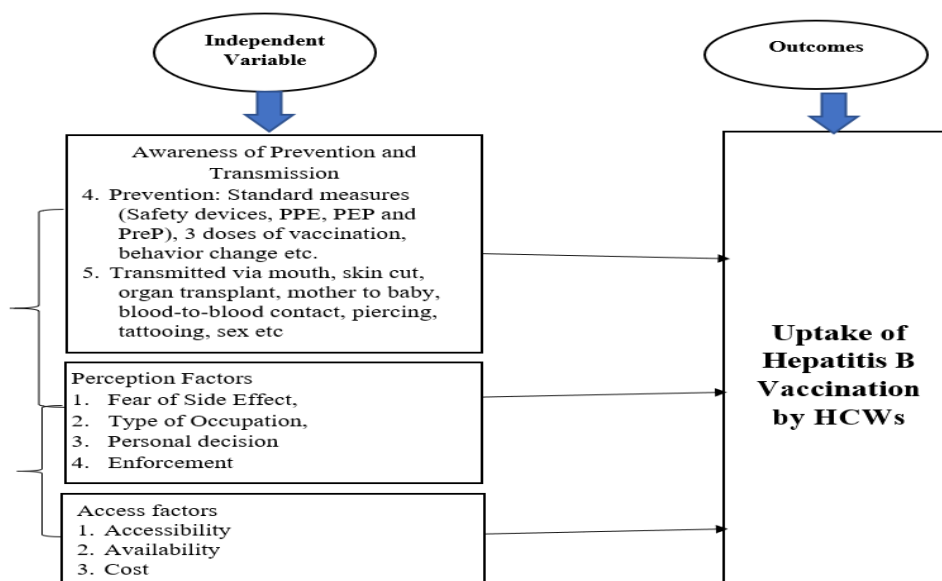 Independent
Variable
Outcomes
Awareness of Prevention and
Transmission
4. Prevention: Standard measures
(Safety devices, PPE, PEP and
PreP), 3 doses of vaccination,
behavior change etc.
5. Transmitted via mouth, skin cut,
organ transplant, mother to baby,
blood-to-blood contact, piercing,
tattooing, sex etc
Perception Factors
1. Fear of Side Effect,
2. Type of Occupation,
3. Personal decision
4. Enforcement
Access factors
1. Accessibility
2. Availability
3. Cost
Uptake of
Hepatitis B
Vaccination
by HCWs